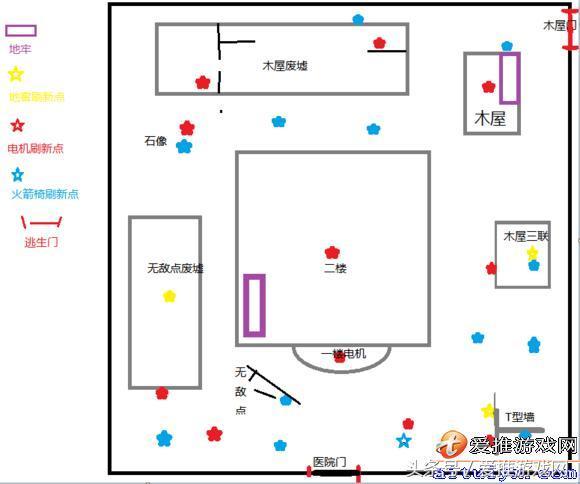 木屋门
地牢
木屋废墟
地窖刷新点
木屋
电机刷新点
石像
火箭椅刷新点
木屋三联
逃生门
无敌点废墟
二楼
一楼电机
无
敌
点
T型墙
爱推游戏网
医院门
头条号／爱推游戏网